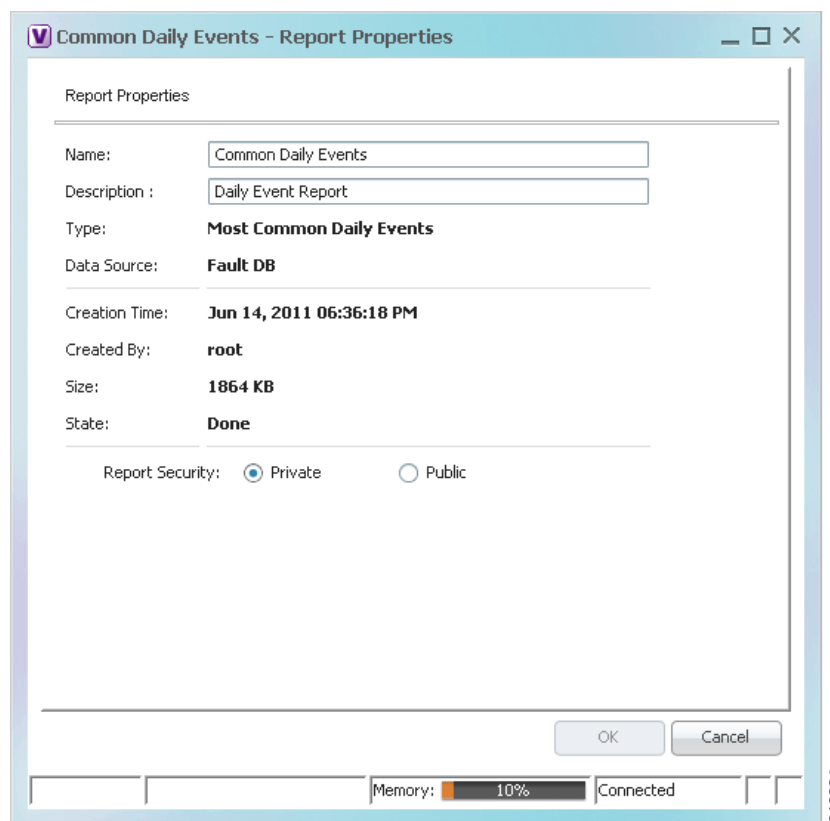 V Common Daily Events - Report Properties
Report Properties
Name: Common Daily Events
Description : Daily Event Report
Type: Most Common Daily Events
Data Source: Fault DB
Creation Time: Jun 14, 2011 06:36:18 PM
Created By: root
Size: 1864 KB
State: Done
Report Security: Private Public
OK Cancel
Memory: 10% Connected